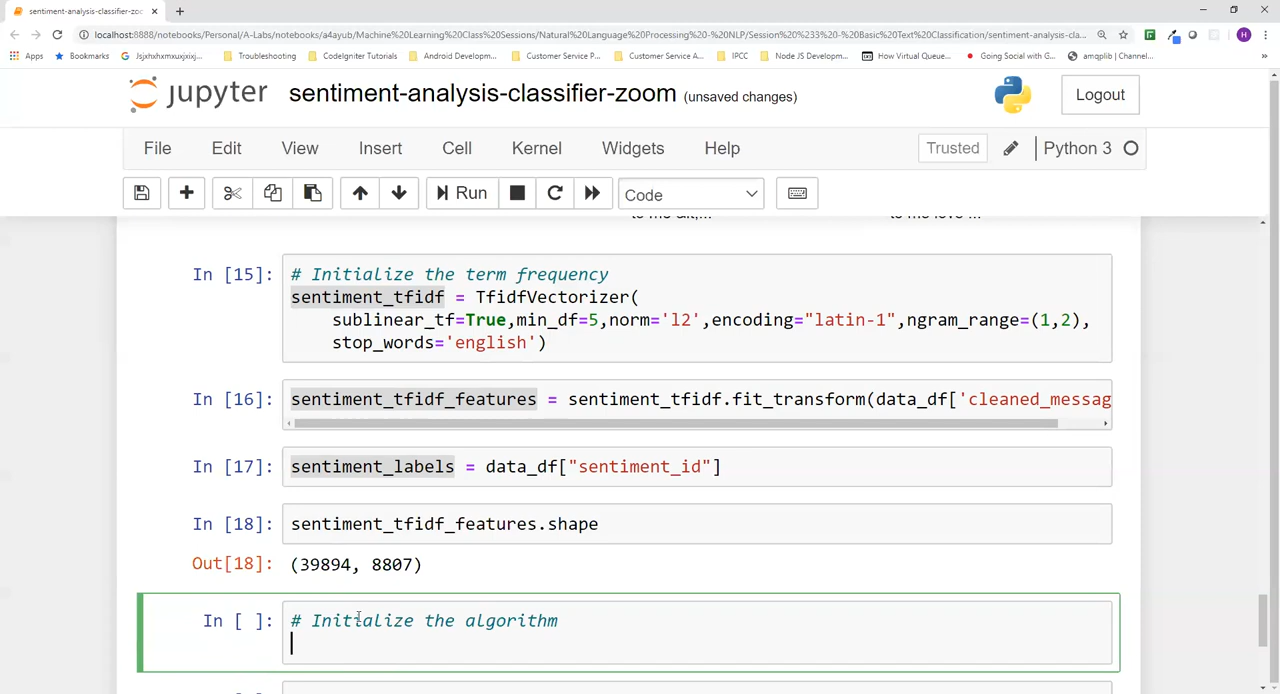 sentiment-analysis-classifier-zoo
localhost:8888/notebooks/Personal/A-Labs/notebooks/a4ayub/Machine%20Learning%20Class%20Sessions/Natural%20Language%20Processing%20-%20NLP/Session%20%233%20-%20Basic%20Text%20Classification/sentiment-analysis-cla...
Apps Bookmarks Jsjxhxhxmxuxjxixj... Troubleshooting CodeIgniter Tutorials Android Developm... Customer Service P... Customer Service A... IPCC Node JS Developm... How Virtual Queue... Going Social with G... amqplib | Channel... »
jupyter sentiment-analysis-classifier-zoom (unsaved changes) Logout
File Edit View Insert Cell Kernel Widgets Help Trusted Python 3
Run Code
In [15]: # Initialize the term frequency
sentiment_tfidf = TfidfVectorizer(
sublinear_tf=True,min_df=5,norm='l2',encoding="latin-1",ngram_range=(1,2),
stop_words='english')
In [16]: sentiment_tfidf_features = sentiment_tfidf.fit_transform(data_df['cleaned_messag
In [17]: sentiment_labels = data_df["sentiment_id"]
In [18]: sentiment_tfidf_features.shape
Out[18]: (39894, 8807)
In [ ]: # Initialize the algorithm